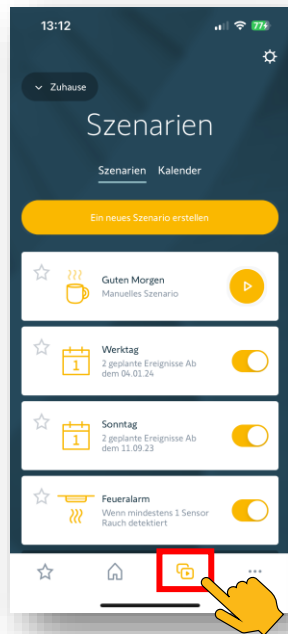 13:12
77
Zuhause
Szenarien
Szenarien Kalender
Ein neues Szenario erstellen
Guten Morgen
Manuelles Szenario
1
Werktag
2 geplante Ereignisse Ab
dem 04.01.24
1
Sonntag
2 geplante Ereignisse Ab
dem 11.09.23
Feueralarm
Wenn mindestens 1 Sensor
Rauch detektiert